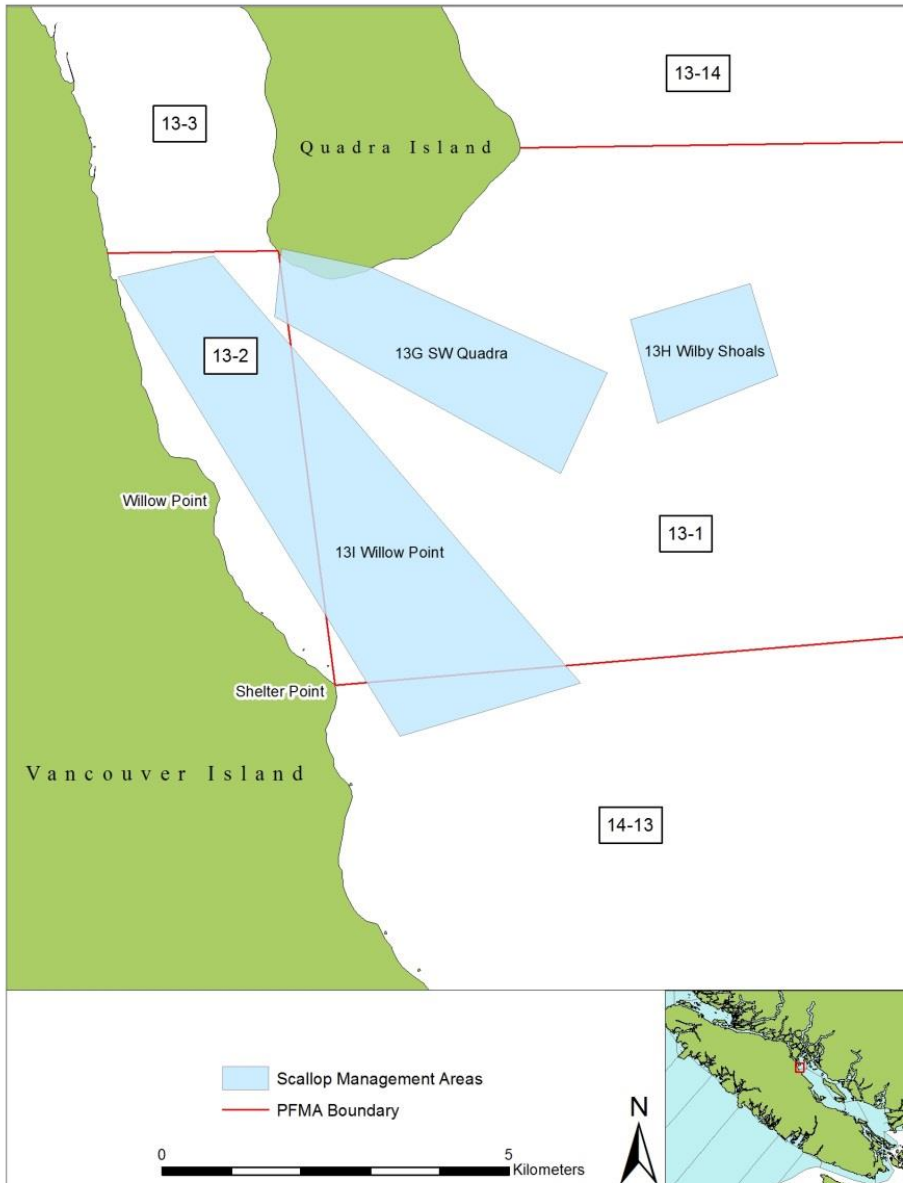 13-14
13-3
Quadra Island
13-2
13G SW Quadra
13H Wilby Shoals
Willow Point
13I Willow Point
13-1
Shelter Point
Vancouver Island
14-13
Scallop Management Areas
PFMA Boundary
N
0
5
Kilometers